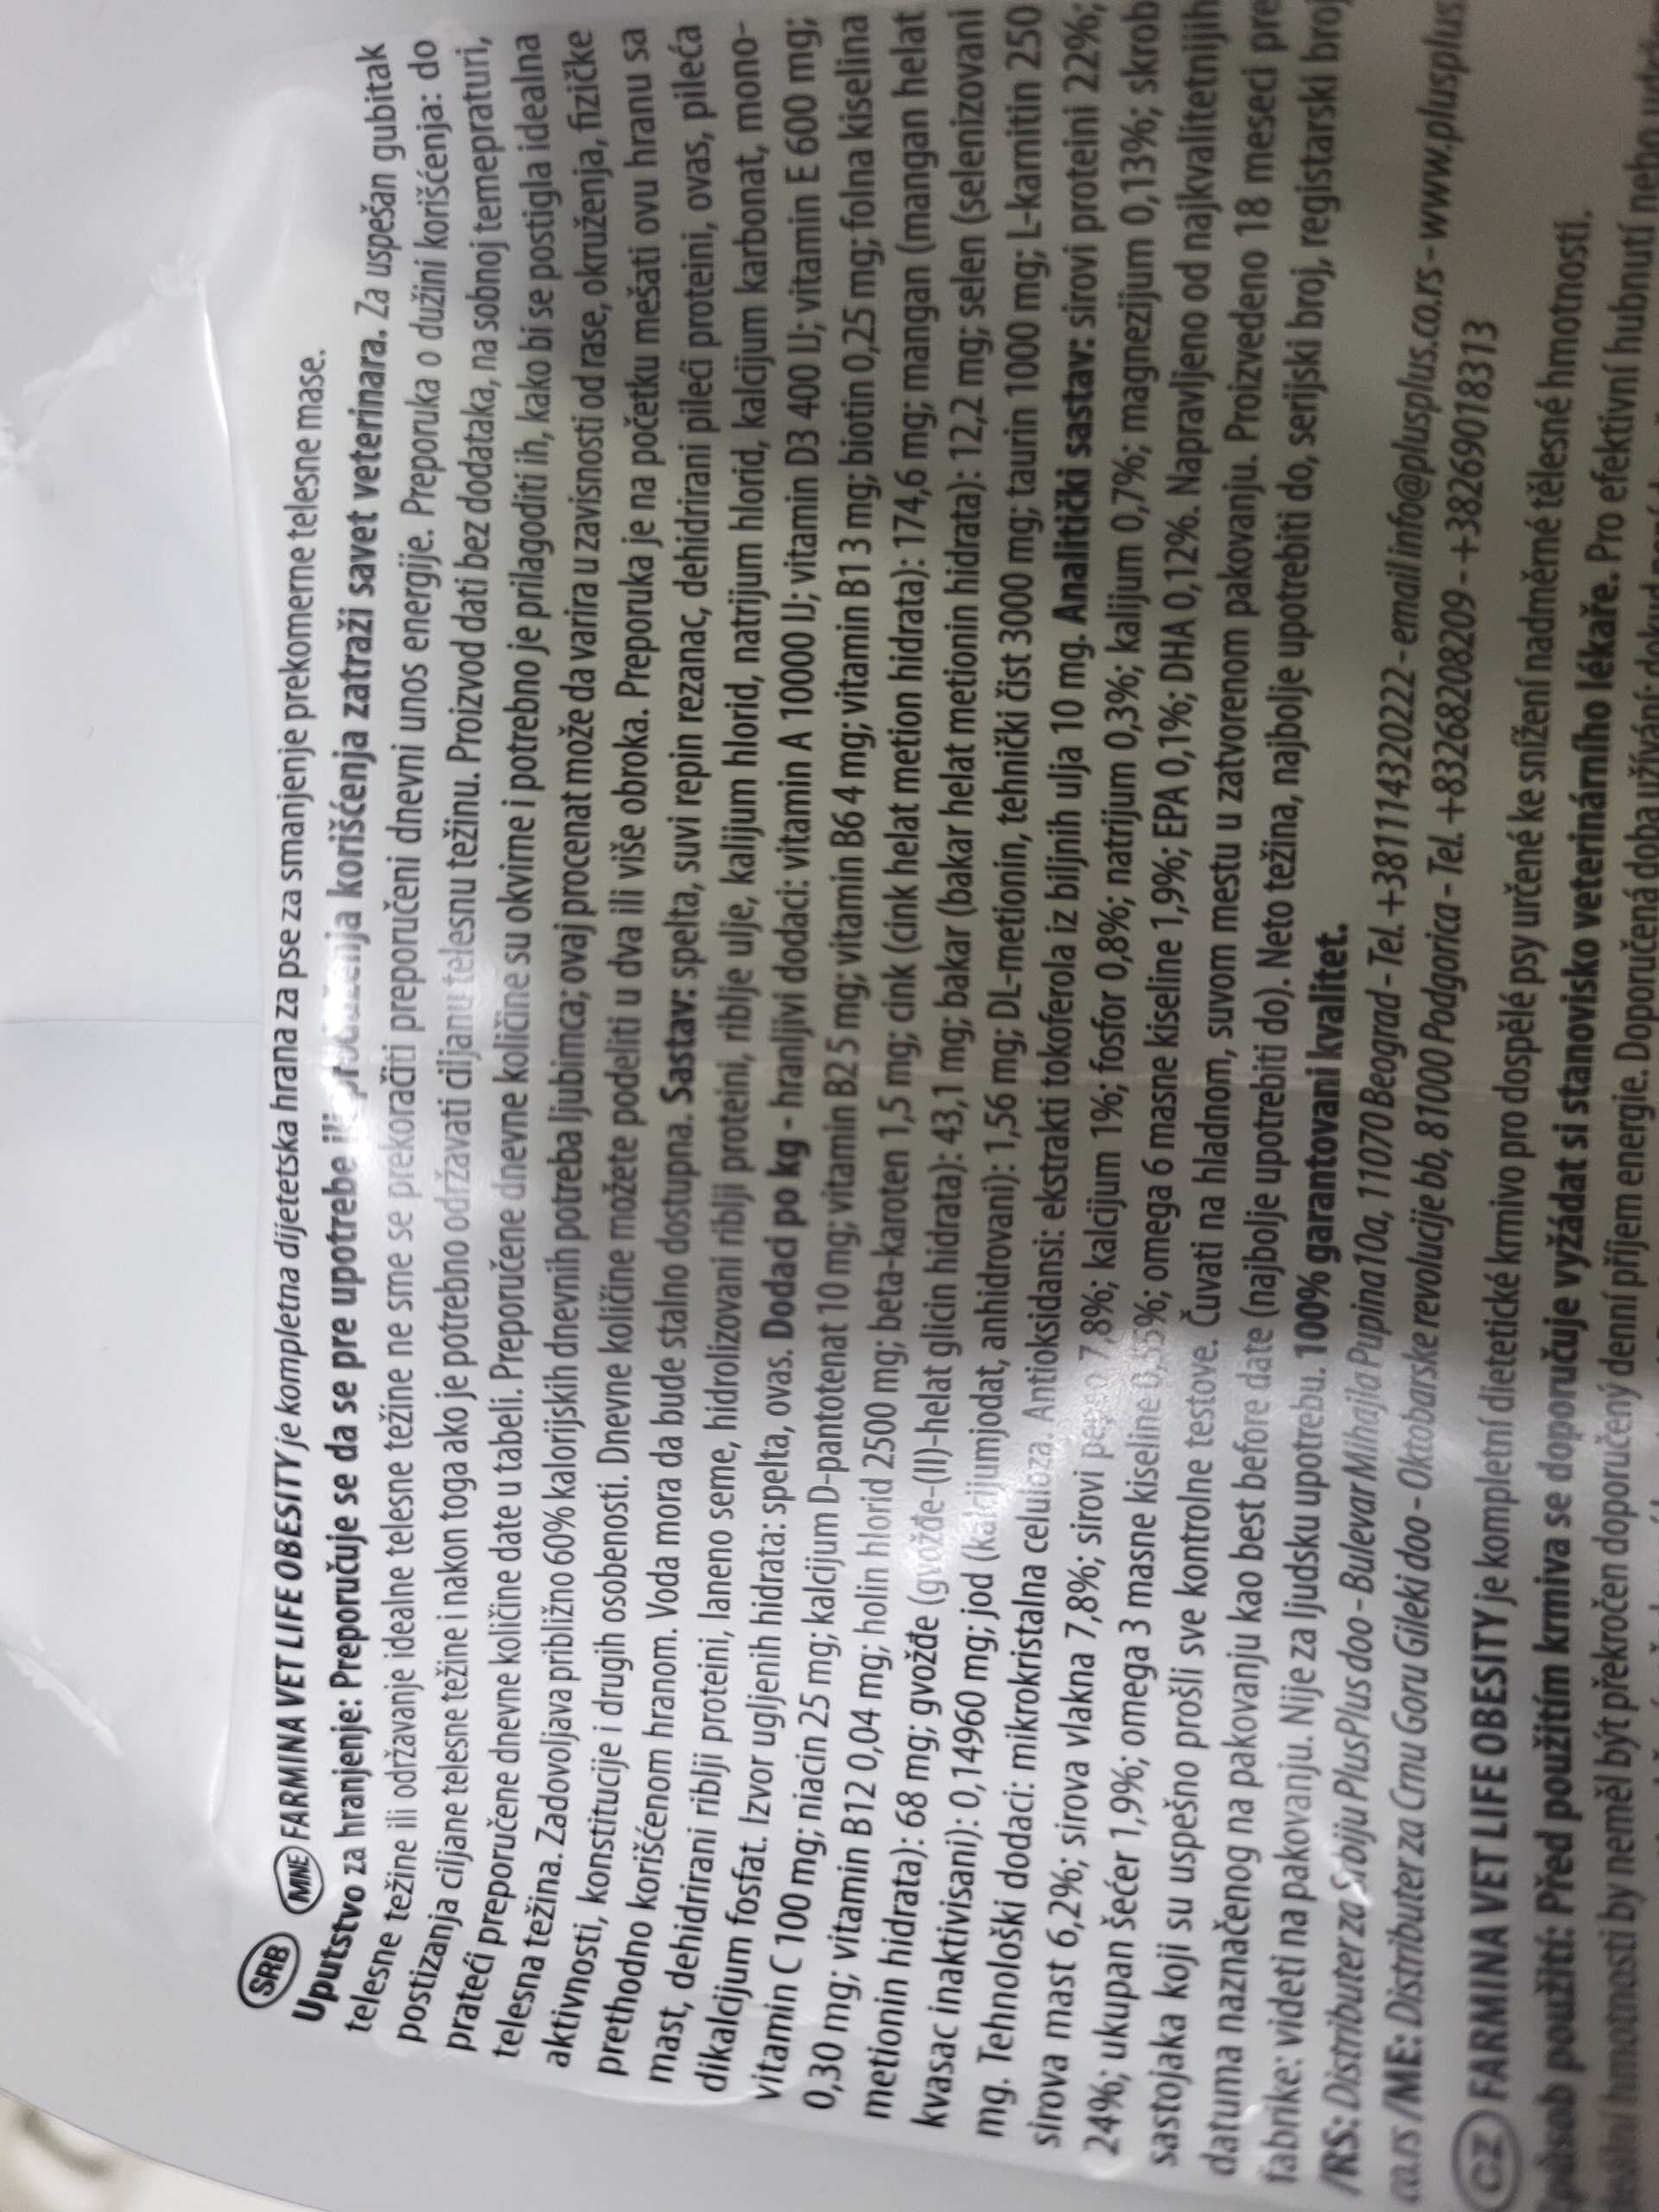 SRB MNE FARMINA VET LIFE OBESITY je kompletna dijetetska hrana za pse za smanjenje prekomerne telesne mase.
Uputstvo za hranjenje: Preporučuje se da se pre upotrebe ili produženja korišćenja zatraži savet veterinara. Za uspešan gubitak
telesne težine ili održavanje idealne telesne težine ne sme se prekoračiti preporučeni dnevni unos energije. Preporuka o dužini korišćenja: do
postizanja ciljane telesne težine i nakon toga ako je potrebno održavati ciljanu telesnu težinu. Proizvod dati bez dodataka, na sobnoj temepraturi,
prateći preporučene dnevne količine date u tabeli. Preporučene dnevne količine su okvirne i potrebno je prilagoditi ih, kako bi se postigla idealna
telesna težina. Zadovoljava približno 60% kalorijskih dnevnih potreba ljubimca; ovaj procenat može da varira u zavisnosti od rase, okruženja, fizičke
aktivnosti, konstitucije i drugih osobenosti. Dnevne količine možete podeliti u dva ili više obroka. Preporuka je na početku mešati ovu hranu sa
prethodno korišćenom hranom. Voda mora da bude stalno dostupna. Sastav: spelta, suvi repin rezanac, dehidrirani pileći proteini, ovas, pileća
mast, dehidrirani riblji proteini, laneno seme, hidrolizovani riblji proteini, riblje ulje, kalijum hlorid, natrijum hlorid, kalcijum karbonat, mono-
dikalcijum fosfat. Izvor ugljenih hidrata: spelta, ovas. Dodaci po kg - hranljivi dodaci: vitamin A 10000 IJ; vitamin D3 400 IJ; vitamin E 600 mg;
vitamin C 100 mg; niacin 25 mg; kalcijum D-pantotenat 10 mg; vitamin B2 5 mg; vitamin B6 4 mg; vitamin B1 3 mg; biotin 0,25 mg; folna kiselina
0,30 mg; vitamin B12 0,04 mg; holin hlorid 2500 mg; beta-karoten 1,5 mg; cink (cink helat metion hidrata): 174,6 mg; mangan (mangan helat
metionin hidrata): 68 mg; gvožđe (gvožđe-(II)-helat glicin hidrata): 43,1 mg; bakar (bakar helat metionin hidrata): 12,2 mg; selen (selenizovani
kvasac inaktivisani): 0,14960 mg; jod (kalcijumjodat, anhidrovani): 1,56 mg; DL-metionin, tehnički čist 3000 mg; taurin 1000 mg; L-karnitin 250
mg. Tehnološki dodaci: mikrokristalna celuloza. Antioksidansi: ekstrakti tokoferola iz biljnih ulja 10 mg. Analitički sastav: sirovi proteini 22%;
sirova mast 6,2%; sirova vlakna 7,8%; sirovi pepeo 7,8%; kalcijum 1%; fosfor 0,8%; natrijum 0,3%; kalijum 0,7%; magnezijum 0,13%; skrob
24%; ukupan šećer 1,9%; omega 3 masne kiseline omega 6 masne kiseline 1,9%; EPA 0,1%; DHA 0,12%. Napravljeno od najkvalitetnijih
sastojaka koji su uspešno prošli sve kontrolne testove. Čuvati na hladnom, suvom mestu u zatvorenom pakovanju. Proizvedeno 18 meseci pre
datuma naznačenog na pakovanju kao best before date (najbolje upotrebiti do). Neto težina, najbolje upotrebiti do, serijski broj, registarski broj
fabrike: videti na pakovanju. Nije za ljudsku upotrebu. 100% garantovani kvalitet.
/RS: Distributer za Srbiju PlusPlus doo - Bulevar Mihajla Pupina 10a, 11070 Beograd - Tel. +381114320222 - email info@plusplus.co.rs - www.plusplus.
co.rs /ME: Distributer za Crnu Goru Gileki doo - Oktobarske revolucije bb, 81000 Podgorica - Tel. +83268208209 - +38269018313
CZ FARMINA VET LIFE OBESITY je kompletní dietetické krmivo pro dospělé psy určené ke snížení nadměrné tělesné hmotnosti.
použití: Před použitím krmiva se doporučuje vyžádat si stanovisko veterinárního lékaře. Pro efektivní hubnutí nebo
hmotnosti by neměl být překročen doporučený denní příjem energie. Doporučená doba užívání: dokud